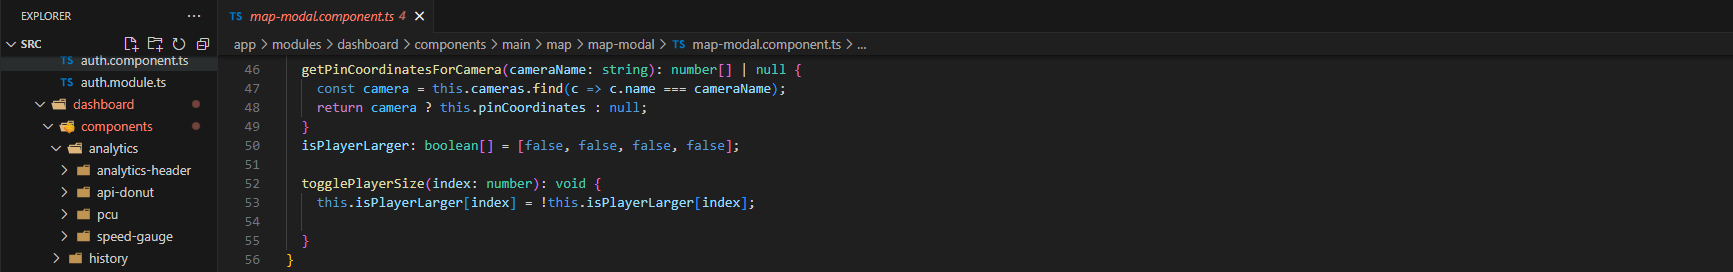 EXPLORER ···
SRC
TS auth.component.ts
TS auth.module.ts
dashboard
components
analytics
analytics-header
api-donut
pcu
speed-gauge
history
TS map-modal.component.ts 4
app > modules > dashboard > components > main > map > map-modal > TS map-modal.component.ts > ...
46 getPinCoordinatesForCamera(cameraName: string): number[] | null {
47 const camera = this.cameras.find(c => c.name === cameraName);
48 return camera ? this.pinCoordinates : null;
49 }
50 isPlayerLarger: boolean[] = [false, false, false, false];
51
52 togglePlayerSize(index: number): void {
53 this.isPlayerLarger[index] = !this.isPlayerLarger[index];
54
55 }
56 }